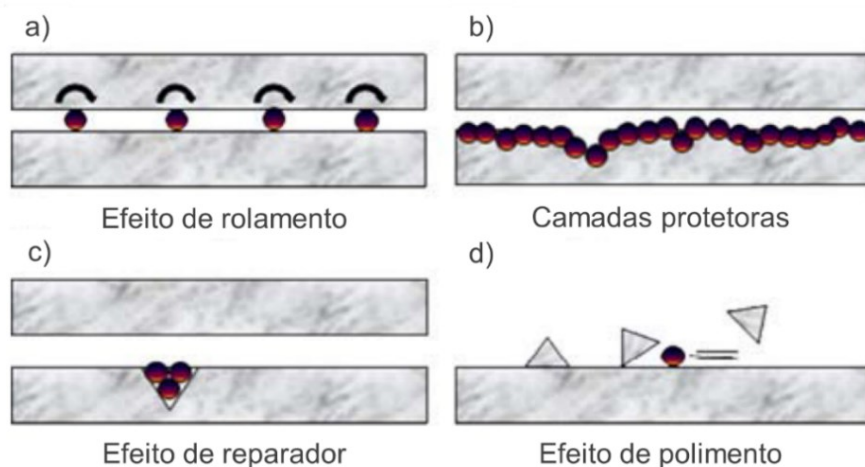 a)
b)
Efeito de rolamento
Camadas protetoras
c)
d)
Efeito de reparador
Efeito de polimento